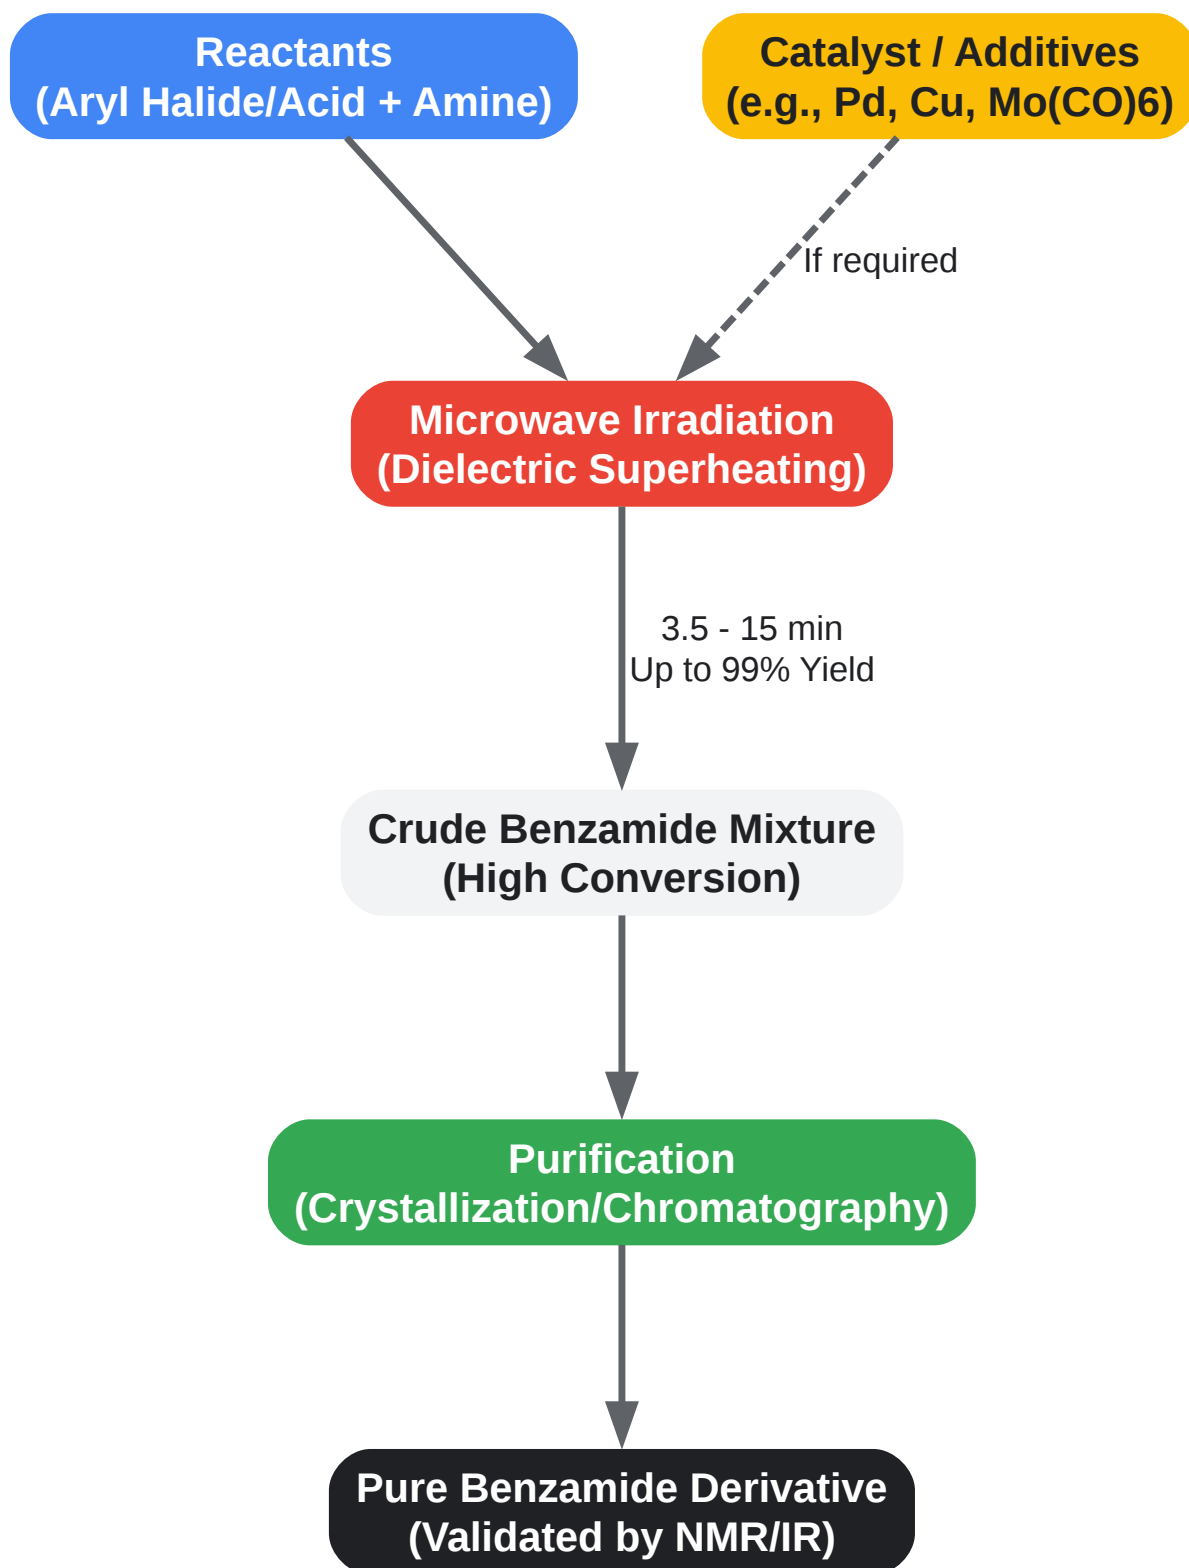 Reactants
(Aryl Halide/Acid + Amine)
Catalyst / Additives
(e.g., Pd, Cu, Mo(CO)6)
If required
Microwave Irradiation
(Dielectric Superheating)
3.5 - 15 min
Up to 99% Yield
Crude Benzamide Mixture
(High Conversion)
Purification
(Crystallization/Chromatography)
Pure Benzamide Derivative
(Validated by NMR/IR)